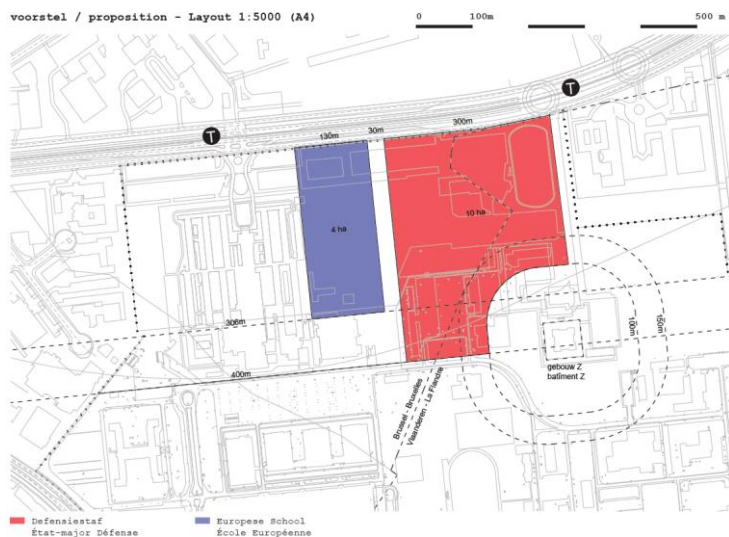 voorstel / proposition - Layout 1:5000 (A4)
0 100m 500 m
T
T
130m
30m
300m
4 ha
10 ha
306m
400m
100m
150m
gebouw Z
batîment Z
Brussel - Bruxelles
Vlaanderen - La Flandre
Defensiestaf
État-major Défense
Europese School
École Européenne